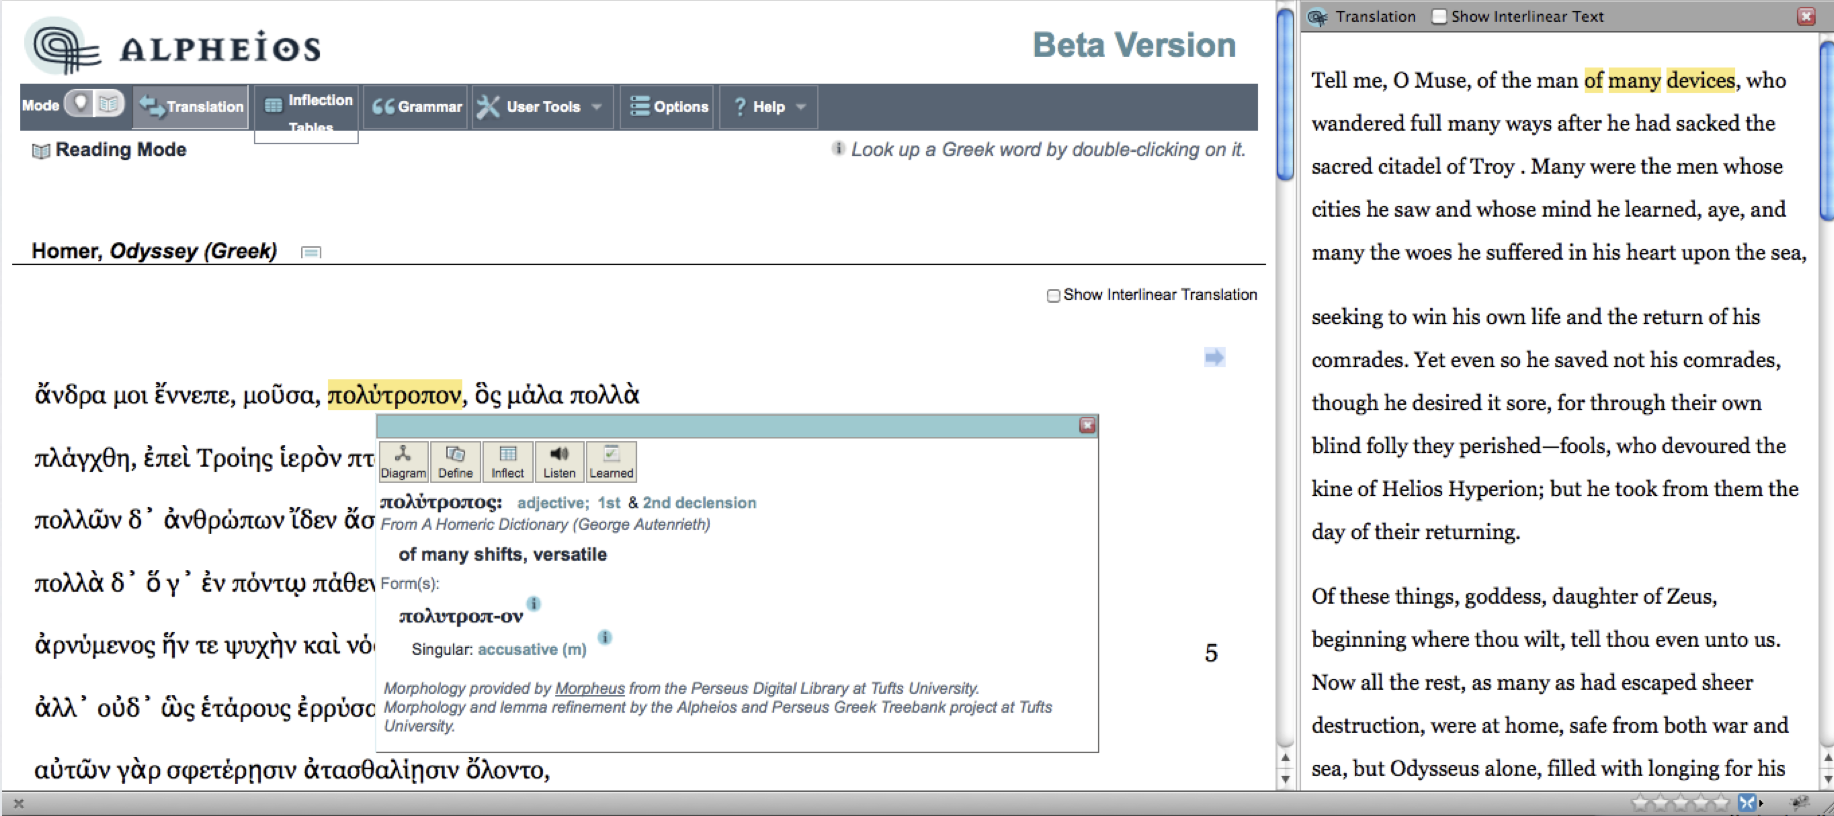 ALPHEIOS
Beta Version
Mode
Translation
Inflection
Tables
Grammar
User Tools
Options
? Help
Reading Mode
i Look up a Greek word by double-clicking on it.
Homer, Odyssey (Greek)
Show Interlinear Translation
ἄνδρα μοι ἔννεπε, μοῦσα, πολύτροπον, ὃς μάλα πολλὰ
πλάγχθη, ἐπεὶ Τροίης ἱερὸν
πολλῶν δ᾽ ἀνθρώπων ἴδεν
πολλὰ δ᾽ ὅ γ᾽ ἐν πόντῳ
ἀρνύμενος ἥν τε ψυχὴν καὶ
5
ἀλλ᾽ οὐδ᾽ ὣς ἑτάρους
αὐτῶν γὰρ σφετέρῃσιν ἀτασθαλίῃσιν ὄλοντο,
Diagram
Define
Inflect
Listen
Learned
πολύτροπος: adjective; 1st & 2nd declension
From A Homeric Dictionary (George Autenrieth)
of many shifts, versatile
Form(s):
πολυτροπ-ον i
Singular: accusative (m) i
Morphology provided by Morpheus from the Perseus Digital Library at Tufts University.
Morphology and lemma refinement by the Alpheios and Perseus Greek Treebank project at Tufts
University.
Translation Show Interlinear Text
Tell me, O Muse, of the man of many devices, who
wandered full many ways after he had sacked the
sacred citadel of Troy . Many were the men whose
cities he saw and whose mind he learned, aye, and
many the woes he suffered in his heart upon the sea,
seeking to win his own life and the return of his
comrades. Yet even so he saved not his comrades,
though he desired it sore, for through their own
blind folly they perished—fools, who devoured the
kine of Helios Hyperion; but he took from them the
day of their returning.
Of these things, goddess, daughter of Zeus,
beginning where thou wilt, tell thou even unto us.
Now all the rest, as many as had escaped sheer
destruction, were at home, safe from both war and
sea, but Odysseus alone, filled with longing for his